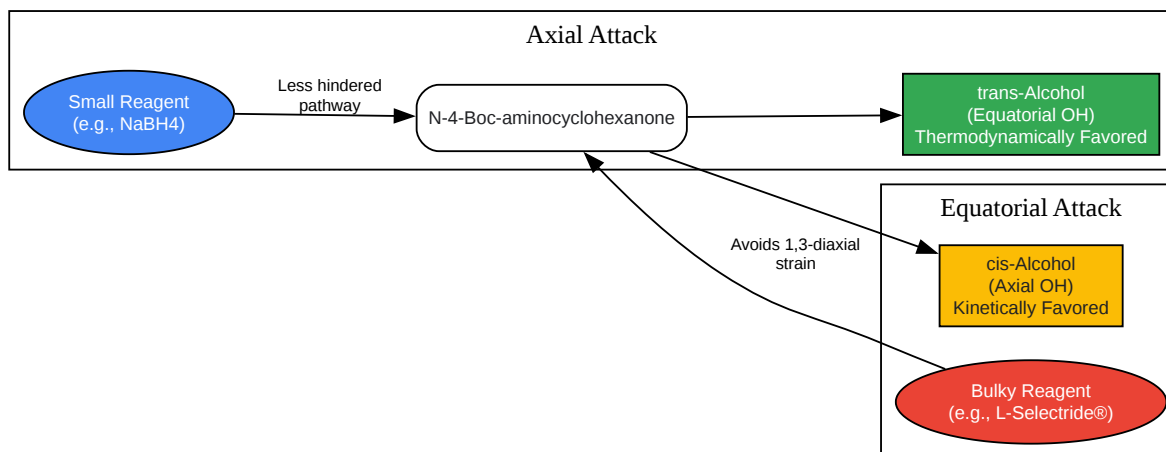 Axial Attack
Small Reagent
(e.g., NaBH4)
Less hindered
pathway
N-4-Boc-aminocyclohexanone
trans-Alcohol
(Equatorial OH)
Thermodynamically Favored
Equatorial Attack
Avoids 1,3-diaxial
strain
cis-Alcohol
(Axial OH)
Kinetically Favored
Bulky Reagent
(e.g., L-Selectride®)